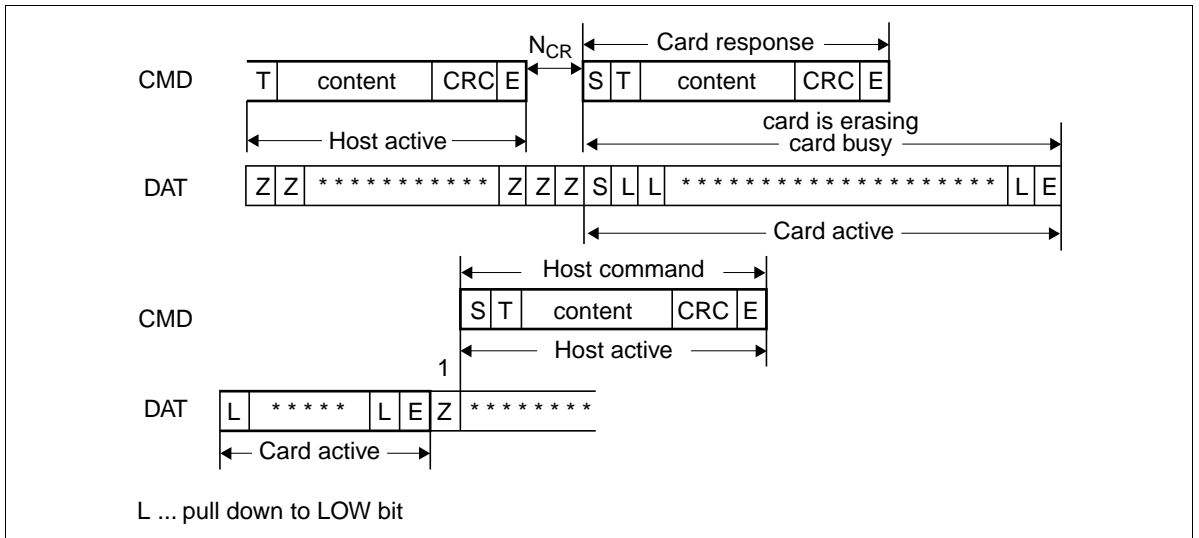 N_CR Card response
CMD T content CRC E S T content CRC E
card is erasing
Host active card busy
DAT Z Z * * * * * * * * * * * Z Z Z S L L * * * * * * * * * * * * * * * * * * * * L E
Card active
Host command
CMD S T content CRC E
Host active
1
DAT L * * * * * L E Z * * * * * * * *
Card active
L ... pull down to LOW bit